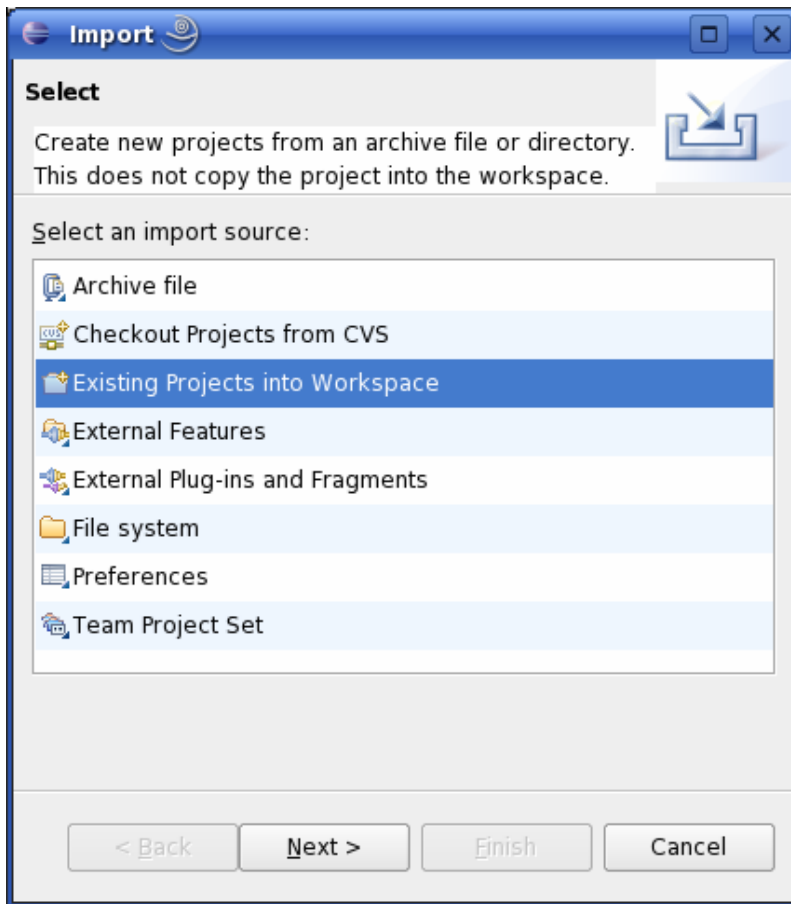 Import
Select
Create new projects from an archive file or directory.
This does not copy the project into the workspace.
Select an import source:
Archive file
Checkout Projects from CVS
Existing Projects into Workspace
External Features
External Plug-ins and Fragments
File system
Preferences
Team Project Set
< Back Next > Finish Cancel